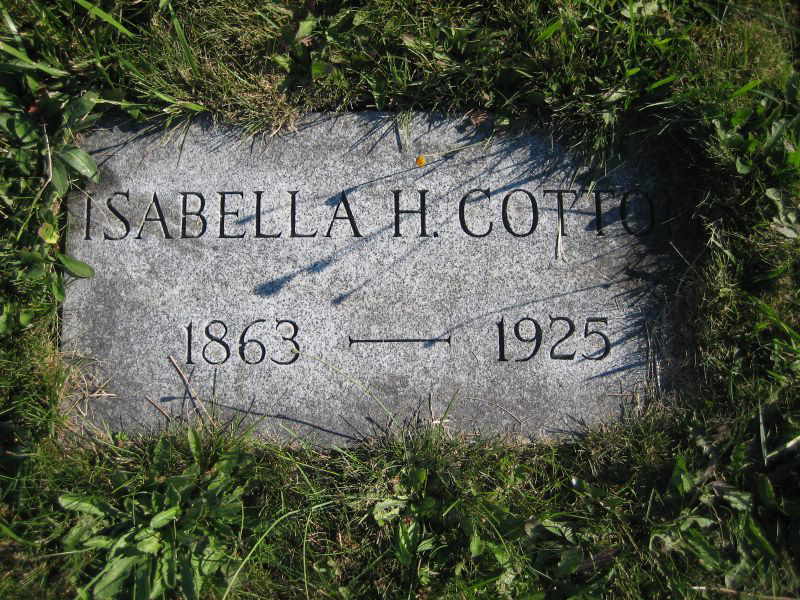 ISABELLA H. COTTO
1863 — 1925